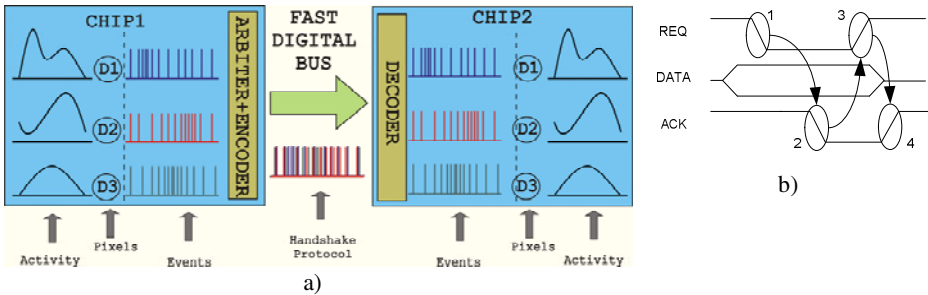 CHIP1
ARBITER+ENCODER
FAST
DIGITAL
BUS
CHIP2
DECODER
D1
D2
D3
D1
D2
D3
Activity
Pixels
Events
Handshake
Protocol
Events
Pixels
Activity
a)
REQ
1
3
DATA
ACK
2
4
b)